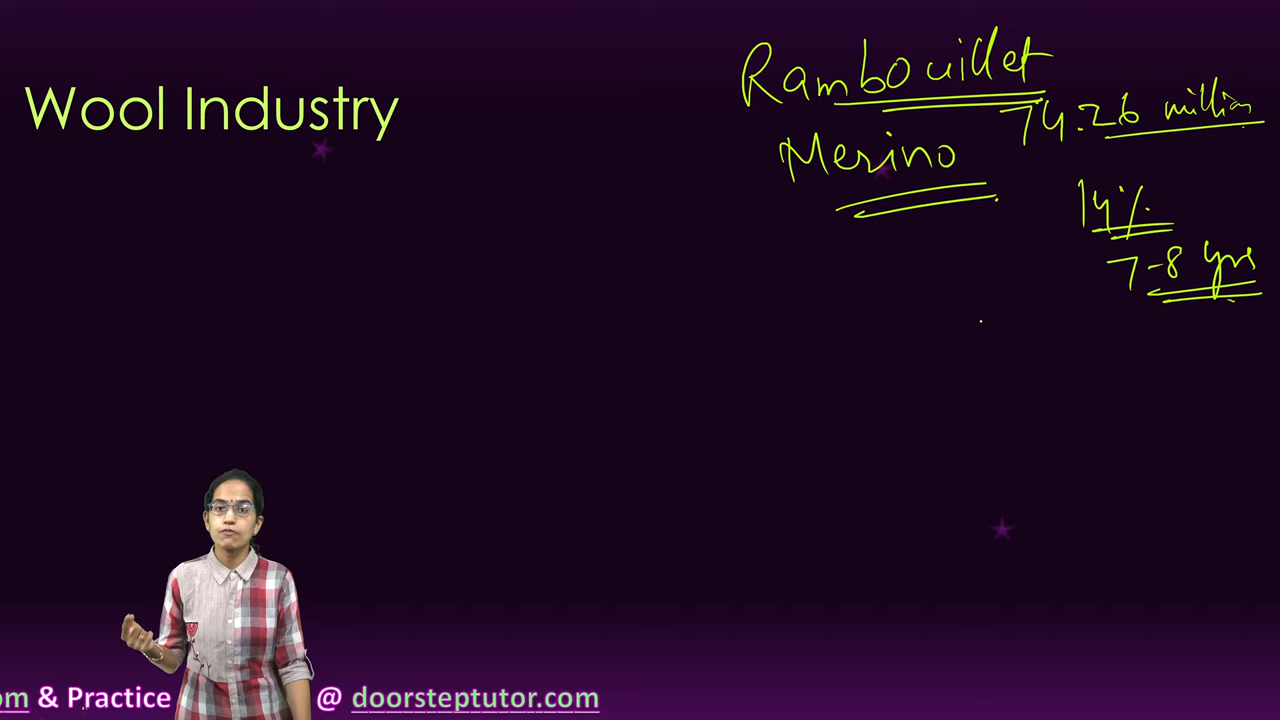 Wool Industry
Rambouillet
74.26 million
Merino
14%
7-8 yrs
om & Practice @ doorsteptutor.com